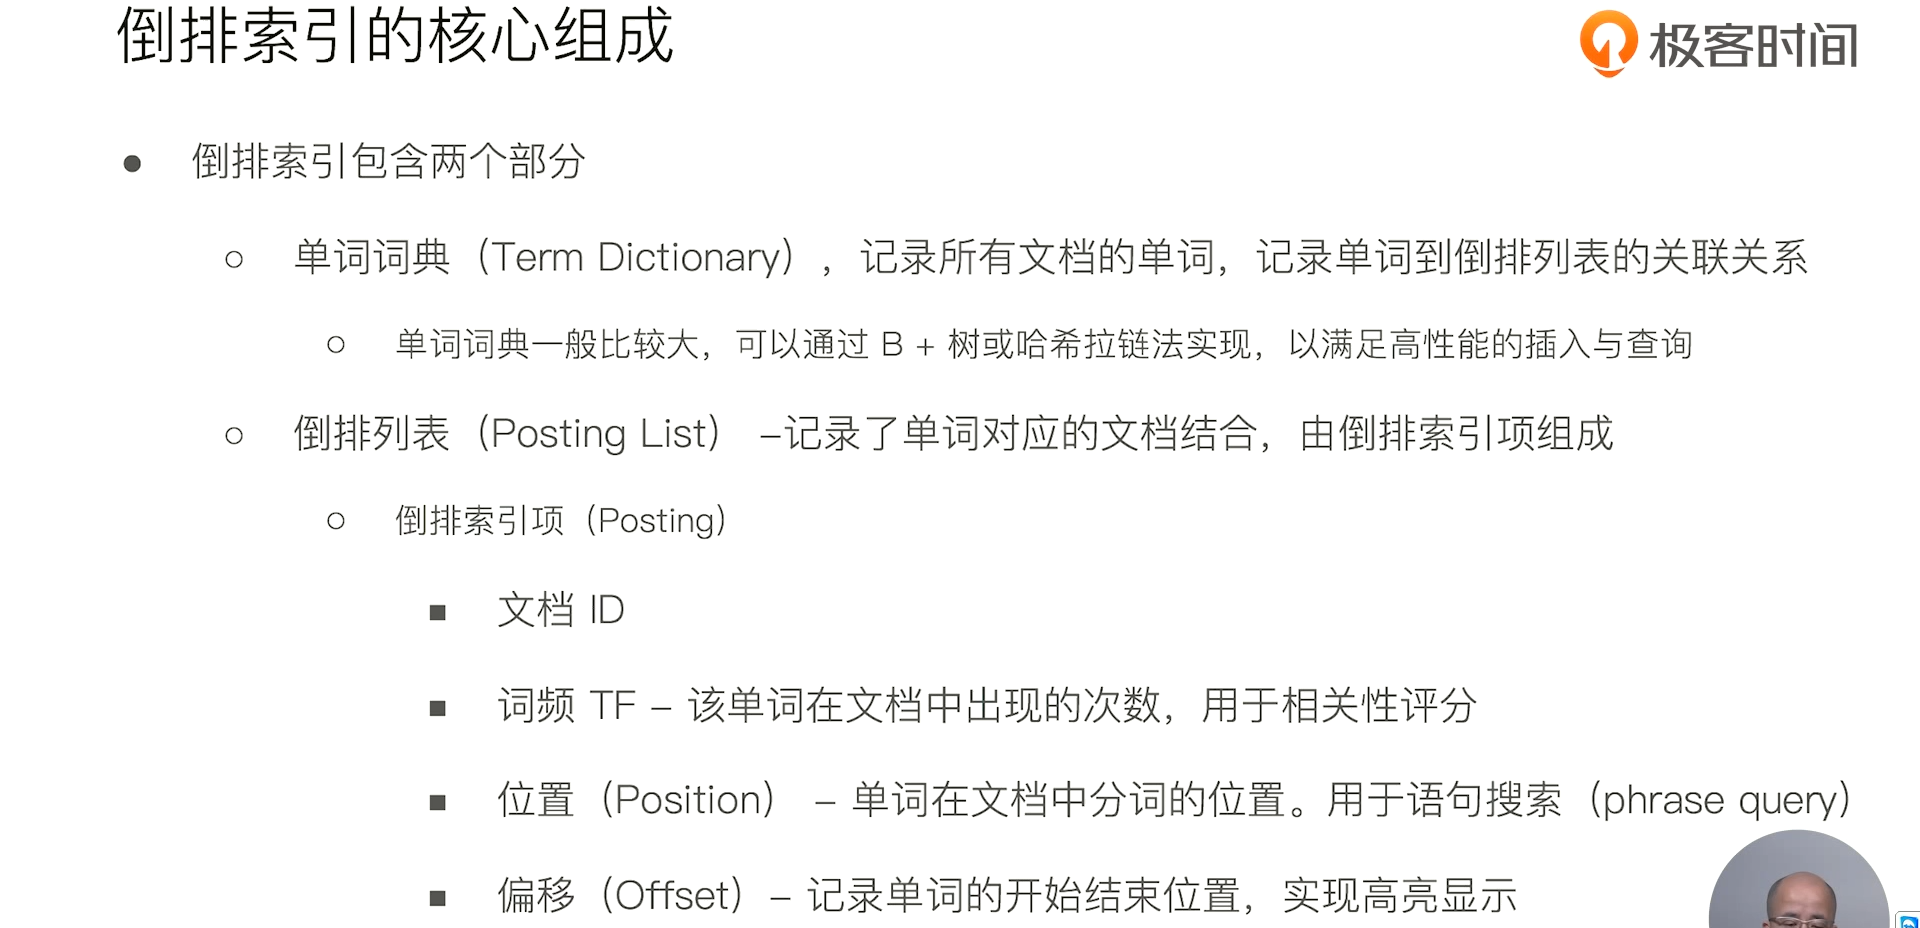 倒排索引的核心组成
极客时间
倒排索引包含两个部分
单词词典（Term Dictionary），记录所有文档的单词，记录单词到倒排列表的关联关系
单词词典一般比较大，可以通过 B + 树或哈希拉链法实现，以满足高性能的插入与查询
倒排列表（Posting List） –记录了单词对应的文档结合，由倒排索引项组成
倒排索引项（Posting）
文档 ID
词频 TF – 该单词在文档中出现的次数，用于相关性评分
位置（Position） – 单词在文档中分词的位置。用于语句搜索（phrase query）
偏移（Offset）– 记录单词的开始结束位置，实现高亮显示